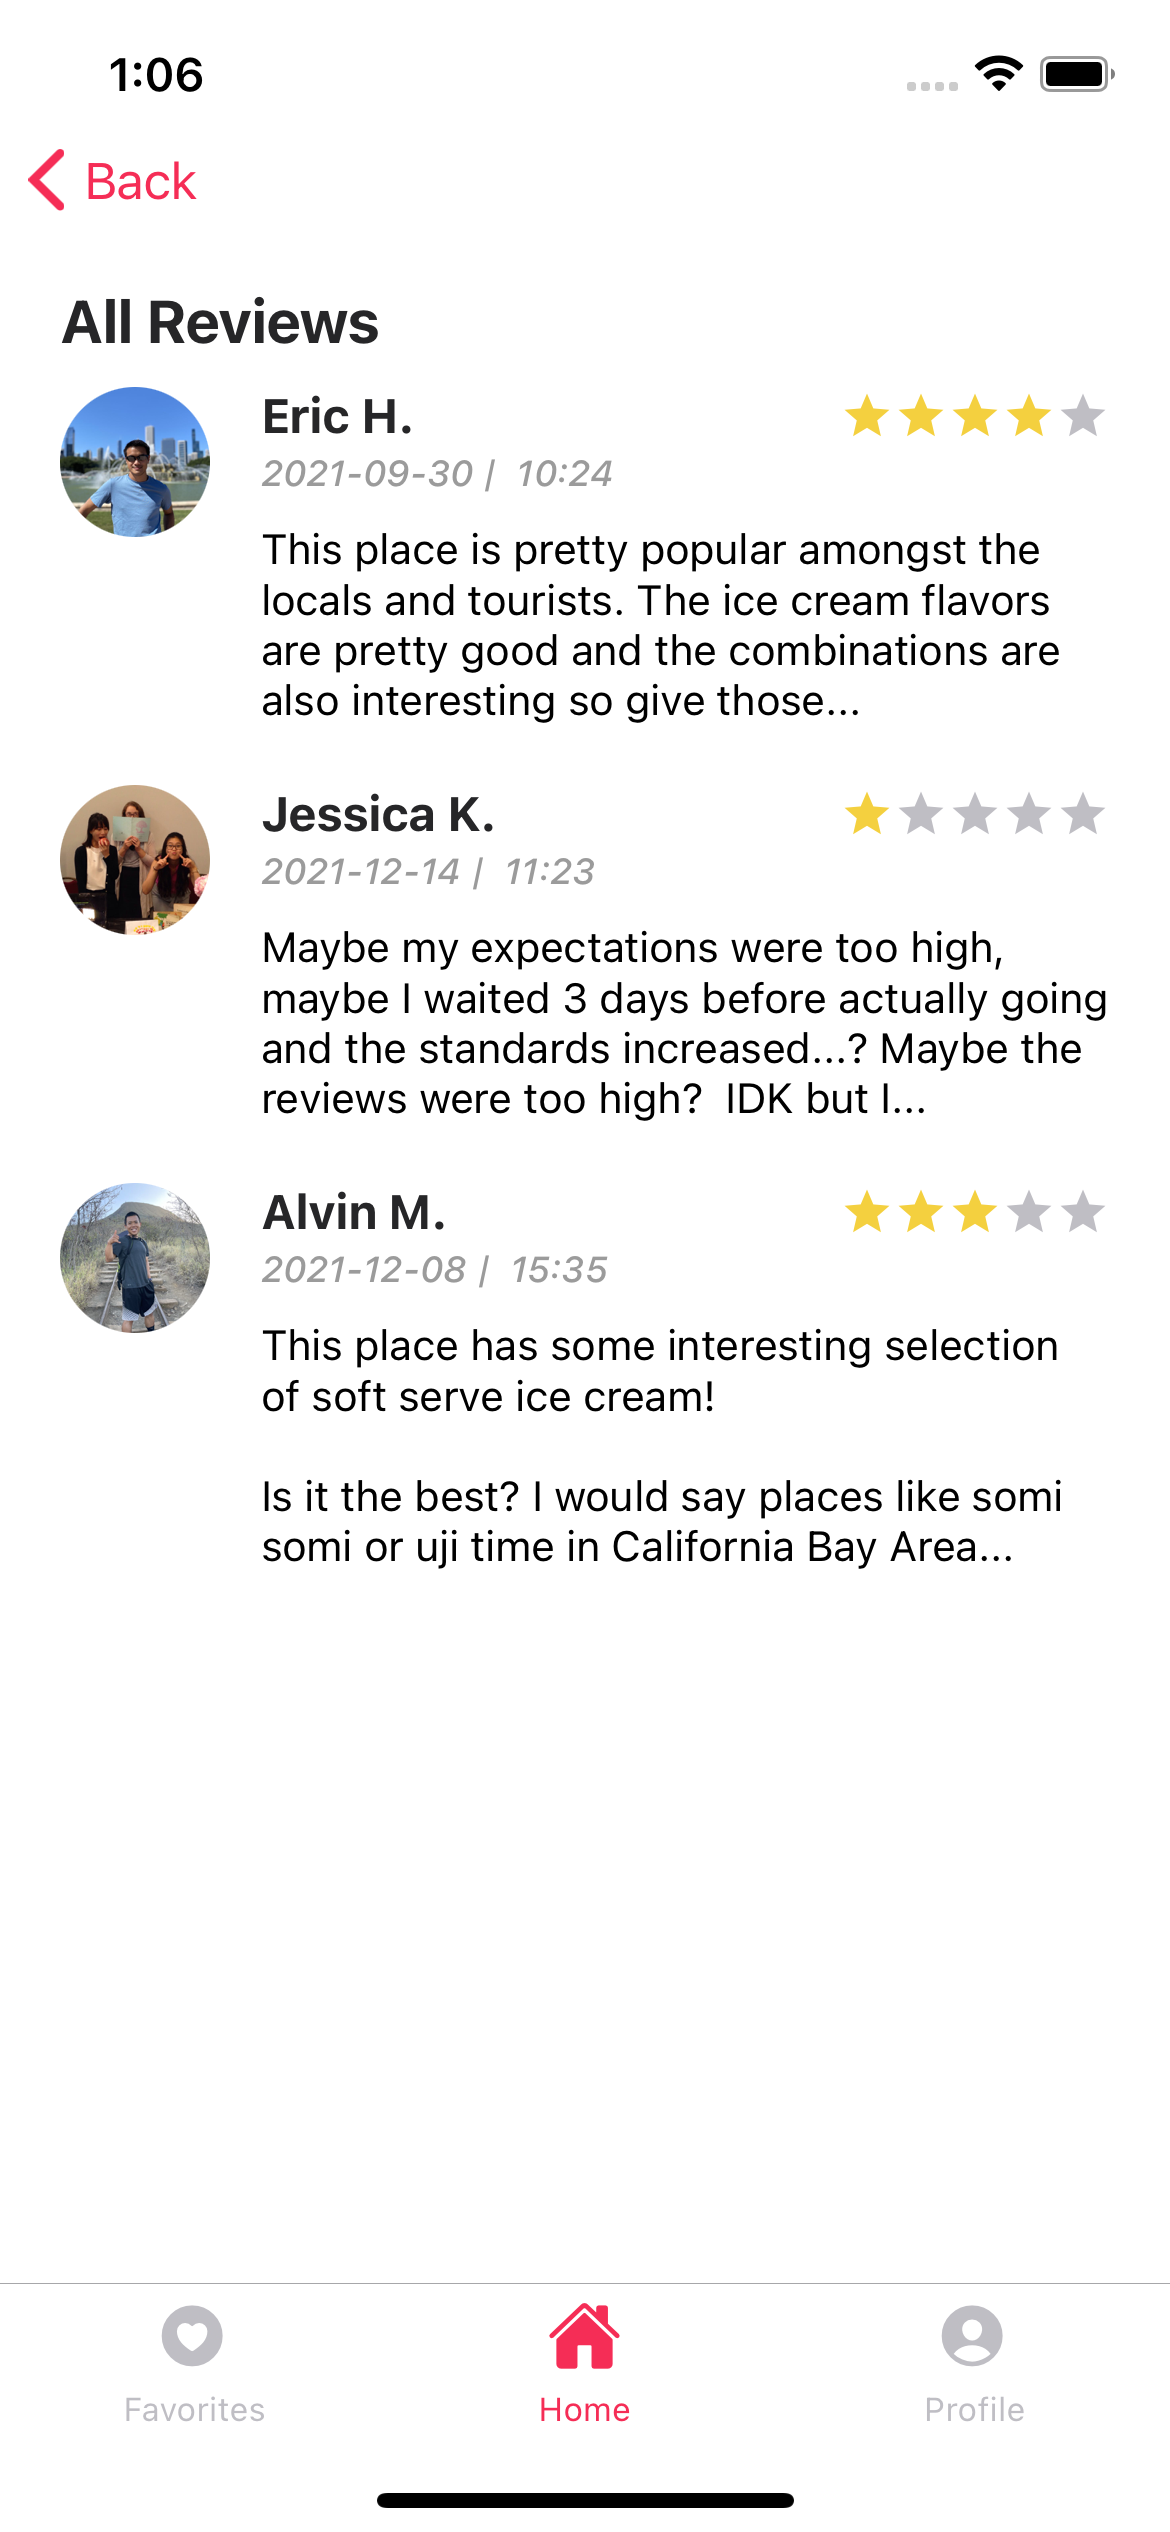 1:06
Back
All Reviews
Eric H.
2021-09-30 | 10:24
This place is pretty popular amongst the
locals and tourists. The ice cream flavors
are pretty good and the combinations are
also interesting so give those...
Jessica K.
2021-12-14 | 11:23
Maybe my expectations were too high,
maybe I waited 3 days before actually going
and the standards increased...? Maybe the
reviews were too high?  IDK but I...
Alvin M.
2021-12-08 | 15:35
This place has some interesting selection
of soft serve ice cream!
Is it the best? I would say places like somi
somi or uji time in California Bay Area...
Favorites
Home
Profile